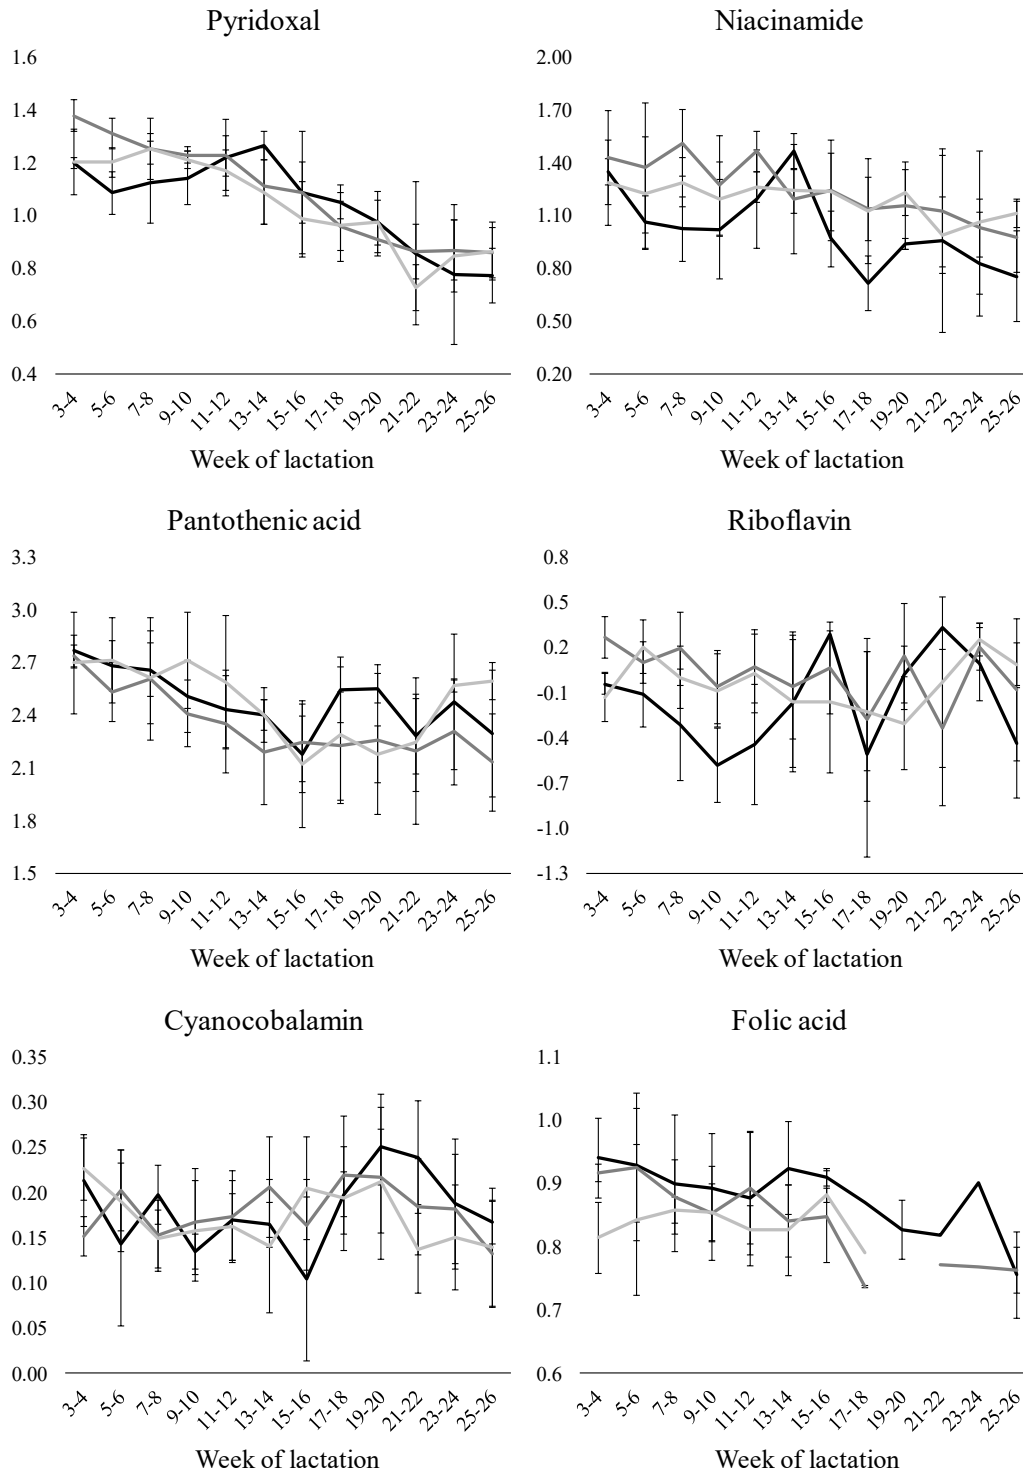 Pyridoxal
1.6
1.4
1.2
1.0
0.8
0.6
0.4
3-4 5-6 7-8 9-10 11-12 13-14 15-16 17-18 19-20 21-22 23-24 25-26
Week of lactation
Niacinamide
2.00
1.70
1.40
1.10
0.80
0.50
0.20
3-4 5-6 7-8 9-10 11-12 13-14 15-16 17-18 19-20 21-22 23-24 25-26
Week of lactation
Pantothenic acid
3.3
3.0
2.7
2.4
2.1
1.8
1.5
3-4 5-6 7-8 9-10 11-12 13-14 15-16 17-18 19-20 21-22 23-24 25-26
Week of lactation
Riboflavin
0.8
0.5
0.2
-0.1
-0.4
-0.7
-1.0
-1.3
3-4 5-6 7-8 9-10 11-12 13-14 15-16 17-18 19-20 21-22 23-24 25-26
Week of lactation
Cyanocobalamin
0.35
0.30
0.25
0.20
0.15
0.10
0.05
0.00
3-4 5-6 7-8 9-10 11-12 13-14 15-16 17-18 19-20 21-22 23-24 25-26
Week of lactation
Folic acid
1.1
1.0
0.9
0.8
0.7
0.6
3-4 5-6 7-8 9-10 11-12 13-14 15-16 17-18 19-20 21-22 23-24 25-26
Week of lactation